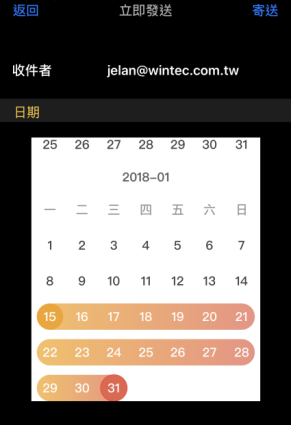 返回 立即發送 寄送
收件者 jelan@wintec.com.tw
日期
25 26 27 28 29 30 31
2018-01
一 二 三 四 五 六 日
1 2 3 4 5 6 7
8 9 10 11 12 13 14
15 16 17 18 19 20 21
22 23 24 25 26 27 28
29 30 31